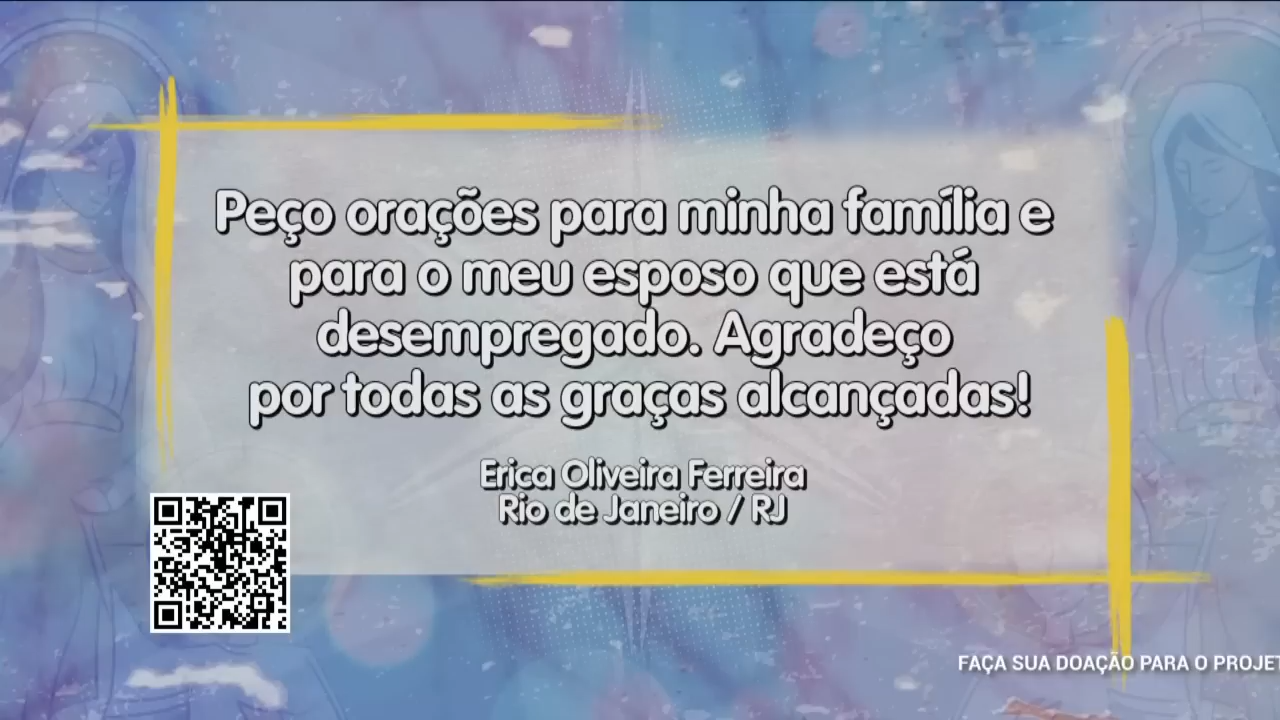 Peço orações para minha família e
para o meu esposo que está
desempregado. Agradeço
por todas as graças alcançadas!
Erica Oliveira Ferreira
Rio de Janeiro / RJ
FAÇA SUA DOAÇÃO PARA O